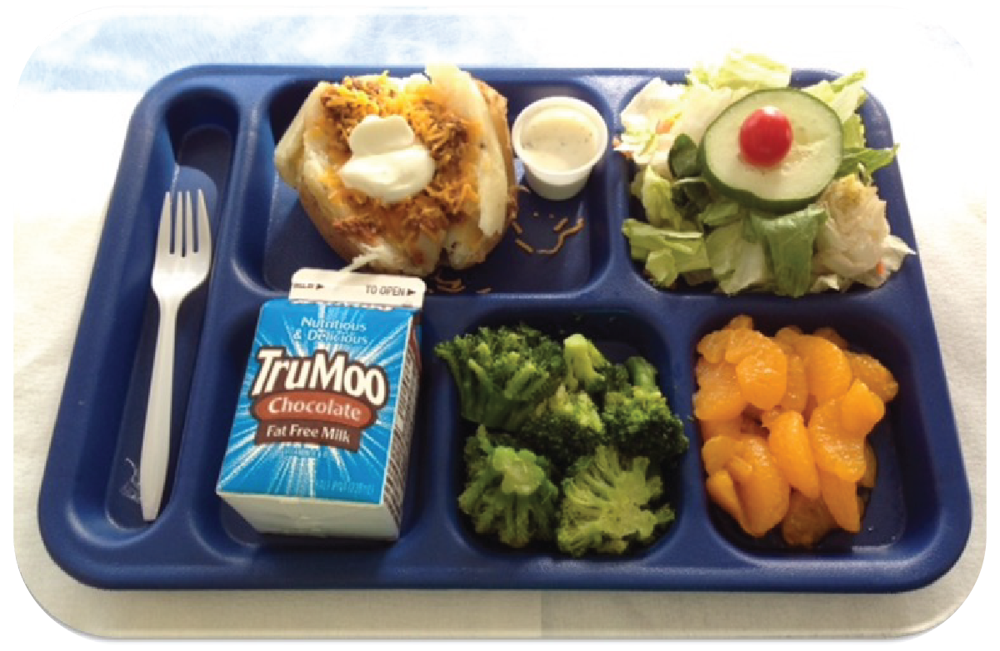 TO OPEN
Nutritious
& Delicious
TruMoo
Chocolate
Fat Free Milk